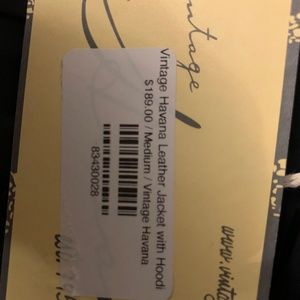 Vintage Havana Leather Jacket with Hoodi
$189.00 / Medium / Vintage Havana
83430028